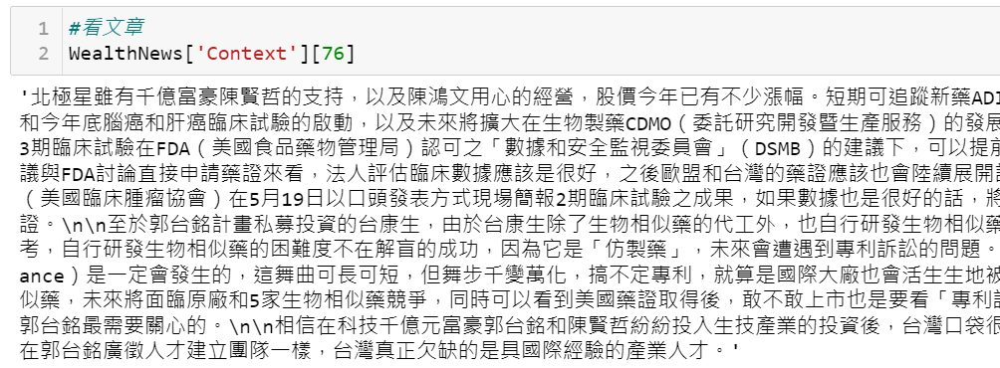 1 #看文章
2 WealthNews['Context'][76]
'北極星雖有千億富豪陳賢哲的支持，以及陳鴻文用心的經營，股價今年已有不少漲幅。短期可追蹤新藥ADI
和今年底腦癌和肝癌臨床試驗的啟動，以及未來將擴大在生物製藥CDMO（委託研究開發暨生產服務）的發展
3期臨床試驗在FDA（美國食品藥物管理局）認可之「數據和安全監視委員會」（DSMB）的建議下，可以提前
議與FDA討論直接申請藥證來看，法人評估臨床數據應該是很好，之後歐盟和台灣的藥證應該也會陸續展開
（美國臨床腫瘤協會）在5月19日以口頭發表方式現場簡報2期臨床試驗之成果，如果數據也是很好的話，將
證。\n\n至於郭台銘計畫私募投資的台康生，由於台康生除了生物相似藥的代工外，也自行研發生物相似藥
考，自行研發生物相似藥的困難度不在解盲的成功，因為它是「仿製藥」，未來會遭遇到專利訴訟的問題。
ance）是一定會發生的，這舞曲可長可短，但舞步千變萬化，搞不定專利，就算是國際大廠也會活生生地被
似藥，未來將面臨原廠和5家生物相似藥競爭，同時可以看到美國藥證取得後，敢不敢上市也是要看「專利
郭台銘最需要關心的。\n\n相信在科技千億元富豪郭台銘和陳賢哲紛紛投入生技產業的投資後，台灣口袋很
在郭台銘廣徵人才建立團隊一樣，台灣真正欠缺的是具國際經驗的產業人才。'